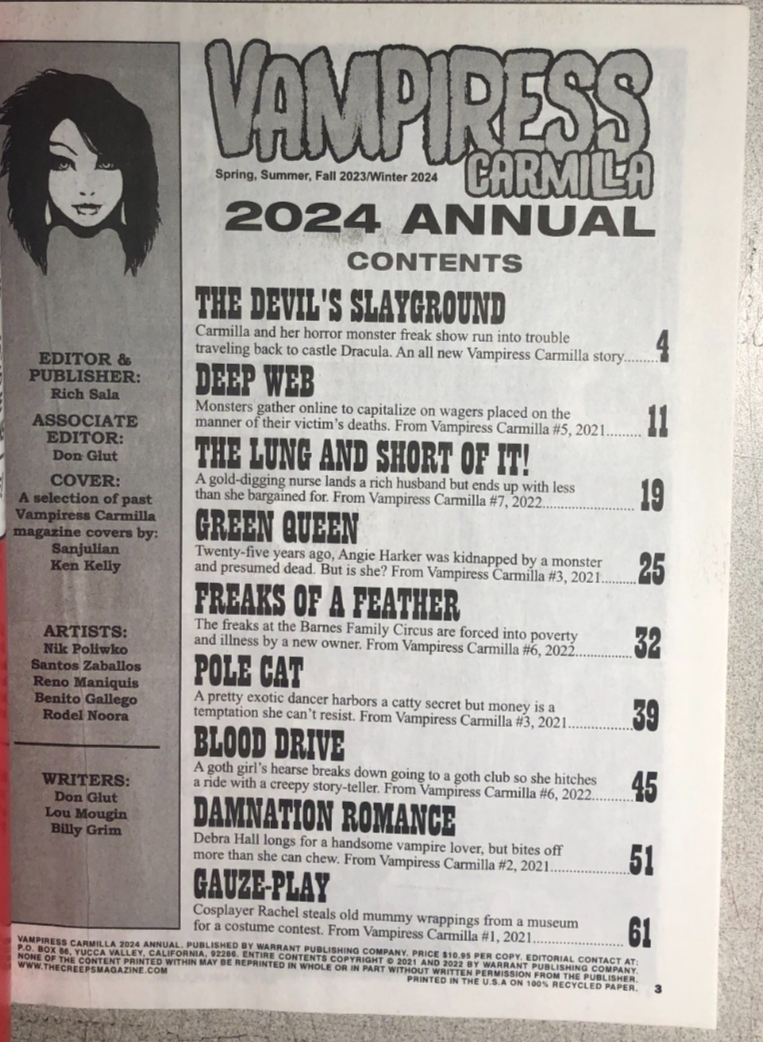 VAMPIRESS
CARMILLA
Spring, Summer, Fall 2023/Winter 2024
2024 ANNUAL
CONTENTS
EDITOR &
PUBLISHER:
Rich Sala
ASSOCIATE
EDITOR:
Don Glut
COVER:
A selection of past
Vampiress Carmilla
magazine covers by:
Sanjulian
Ken Kelly
ARTISTS:
Nik Poliwko
Santos Zaballos
Reno Maniquis
Benito Gallego
Rodel Noora
WRITERS:
Don Glut
Lou Mougin
Billy Grim
THE DEVIL'S SLAYGROUND
Carmilla and her horror monster freak show run into trouble
traveling back to castle Dracula. An all new Vampiress Carmilla story........4
DEEP WEB
Monsters gather online to capitalize on wagers placed on the
manner of their victim's deaths. From Vampiress Carmilla #5, 2021.........11
THE LUNG AND SHORT OF IT!
A gold-digging nurse lands a rich husband but ends up with less
than she bargained for. From Vampiress Carmilla #7, 2022........................19
GREEN QUEEN
Twenty-five years ago, Angie Harker was kidnapped by a monster
and presumed dead. But is she? From Vampiress Carmilla #3, 2021.........25
FREAKS OF A FEATHER
The freaks at the Barnes Family Circus are forced into poverty
and illness by a new owner. From Vampiress Carmilla #6, 2022...............32
POLE CAT
A pretty exotic dancer harbors a catty secret but money is a
temptation she can't resist. From Vampiress Carmilla #3, 2021.................39
BLOOD DRIVE
A goth girl's hearse breaks down going to a goth club so she hitches
a ride with a creepy story-teller. From Vampiress Carmilla #6, 2022..........45
DAMNATION ROMANCE
Debra Hall longs for a handsome vampire lover, but bites off
more than she can chew. From Vampiress Carmilla #2, 2021....................51
GAUZE-PLAY
Cosplayer Rachel steals old mummy wrappings from a museum
for a costume contest. From Vampiress Carmilla #1, 2021.......................61
VAMPIRESS CARMILLA 2024 ANNUAL. PUBLISHED BY WARRANT PUBLISHING COMPANY. PRICE $10.95 PER COPY. EDITORIAL CONTACT AT:
P.O. BOX 56, YUCCA VALLEY, CALIFORNIA, 92286. ENTIRE CONTENTS COPYRIGHT © 2021 AND 2022 BY WARRANT PUBLISHING COMPANY.
NONE OF THE CONTENT PRINTED WITHIN MAY BE REPRINTED IN WHOLE OR IN PART WITHOUT WRITTEN PERMISSION FROM THE PUBLISHER.
WWW.THECREEPSMAGAZINE.COM PRINTED IN THE U.S.A ON 100% RECYCLED PAPER.
3